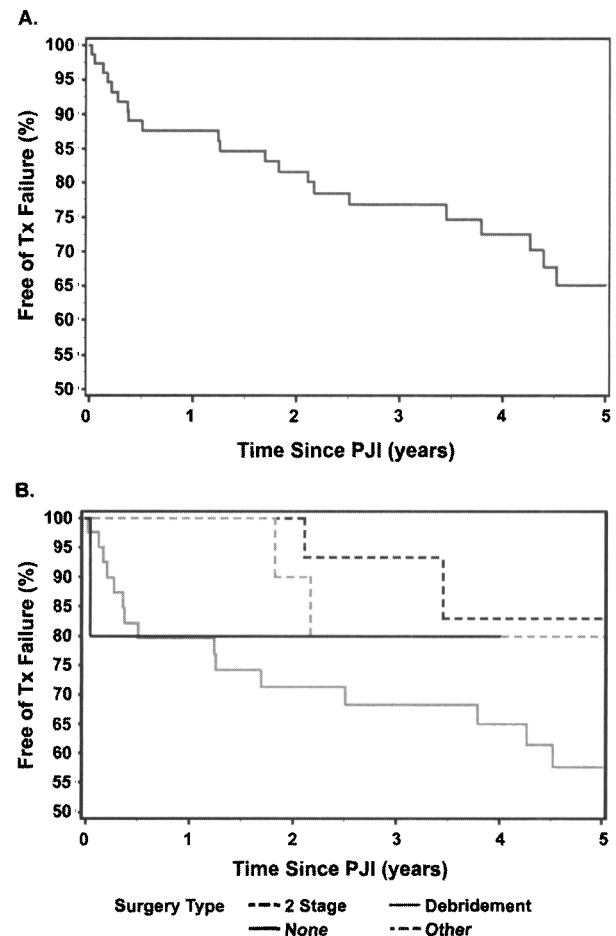 A.
Free of Tx Failure (%)
100
95
90
85
80
75
70
65
60
55
50
0 1 2 3 4 5
Time Since PJI (years)
B.
Free of Tx Failure (%)
100
95
90
85
80
75
70
65
60
55
50
0 1 2 3 4 5
Time Since PJI (years)
Surgery Type 2 Stage Debridement
None Other